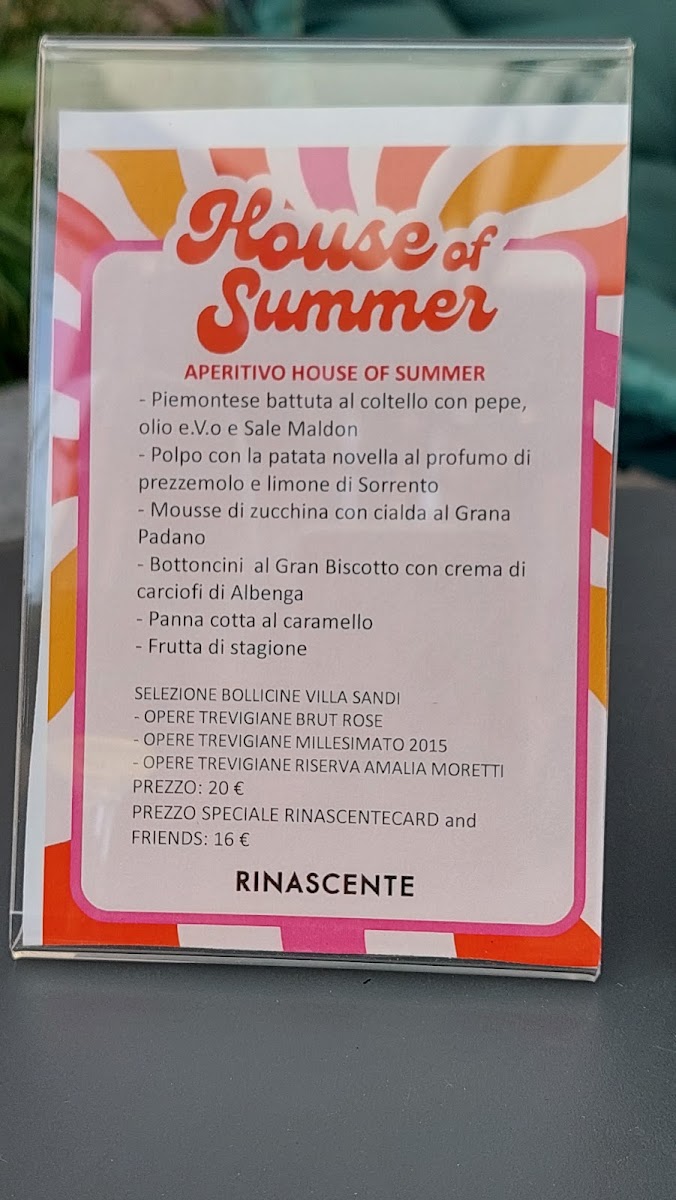 House of
Summer
APERITIVO HOUSE OF SUMMER
- Piemontese battuta al coltello con pepe,
olio e.V.o e Sale Maldon
- Polpo con la patata novella al profumo di
prezzemolo e limone di Sorrento
- Mousse di zucchina con cialda al Grana
Padano
- Bottoncini al Gran Biscotto con crema di
carciofi di Albenga
- Panna cotta al caramello
- Frutta di stagione
SELEZIONE BOLLICINE VILLA SANDI
- OPERE TREVIGIANE BRUT ROSE
- OPERE TREVIGIANE MILLESIMATO 2015
- OPERE TREVIGIANE RISERVA AMALIA MORETTI
PREZZO: 20 €
PREZZO SPECIALE RINASCENTECARD and
FRIENDS: 16 €
RINASCENTE